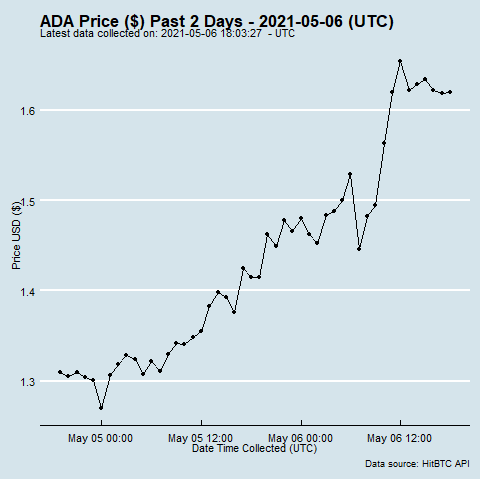 ADA Price ($) Past 2 Days - 2021-05-06 (UTC)
Latest data collected on: 2021-05-06 18:03:27  - UTC
1.6
1.5
1.4
1.3
Price USD ($)
May 05 00:00
May 05 12:00
May 06 00:00
May 06 12:00
Date Time Collected (UTC)
Data source: HitBTC API